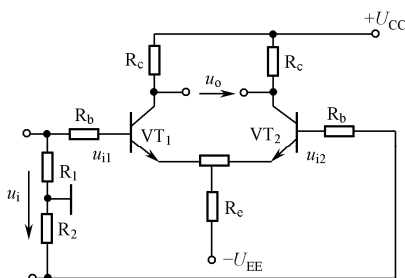 +U_CC
R_c
u_o
R_c
R_b
VT_1
VT_2
R_b
u_i1
u_i2
R_1
u_i
R_2
R_e
−U_EE